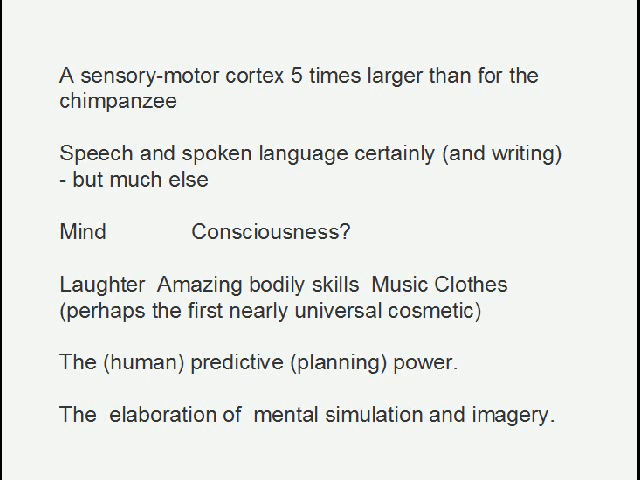 A sensory-motor cortex 5 times larger than for the
chimpanzee
Speech and spoken language certainly (and writing)
- but much else
Mind Consciousness?
Laughter Amazing bodily skills Music Clothes
(perhaps the first nearly universal cosmetic)
The (human) predictive (planning) power.
The elaboration of mental simulation and imagery.